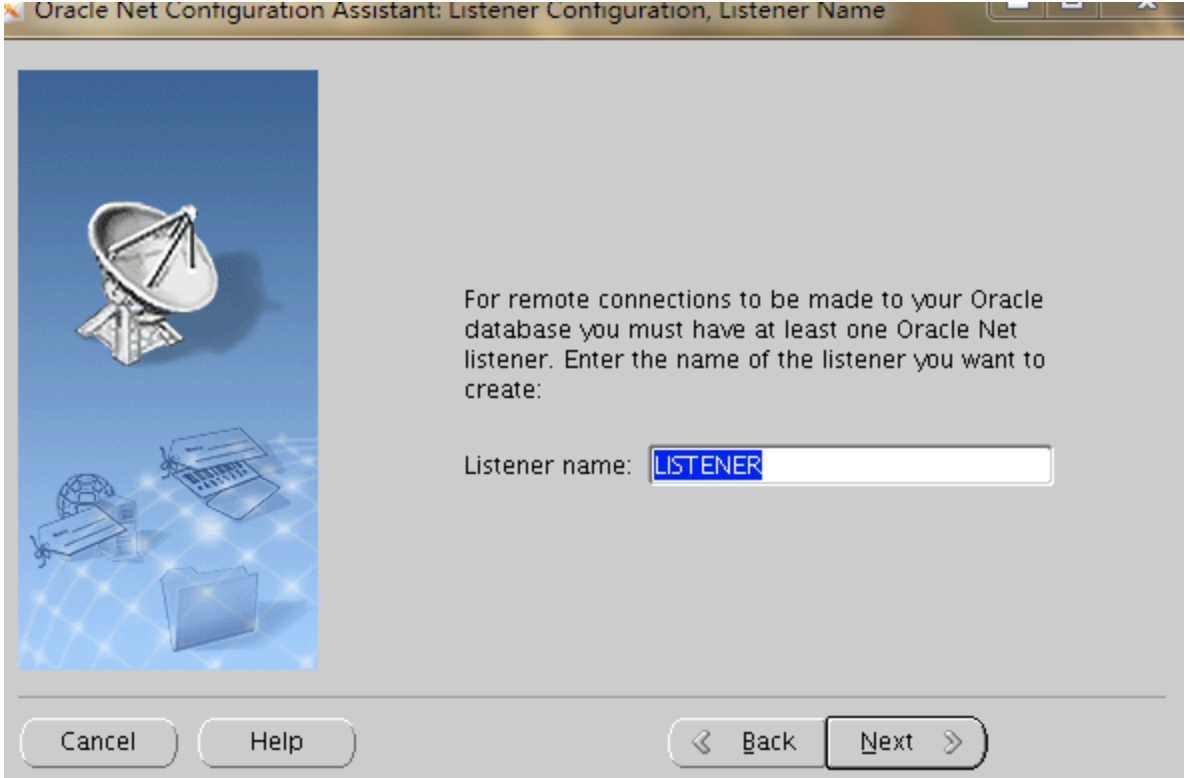 Oracle Net Configuration Assistant: Listener Configuration, Listener Name
For remote connections to be made to your Oracle
database you must have at least one Oracle Net
listener. Enter the name of the listener you want to
create:
Listener name: LISTENER
Cancel Help Back Next